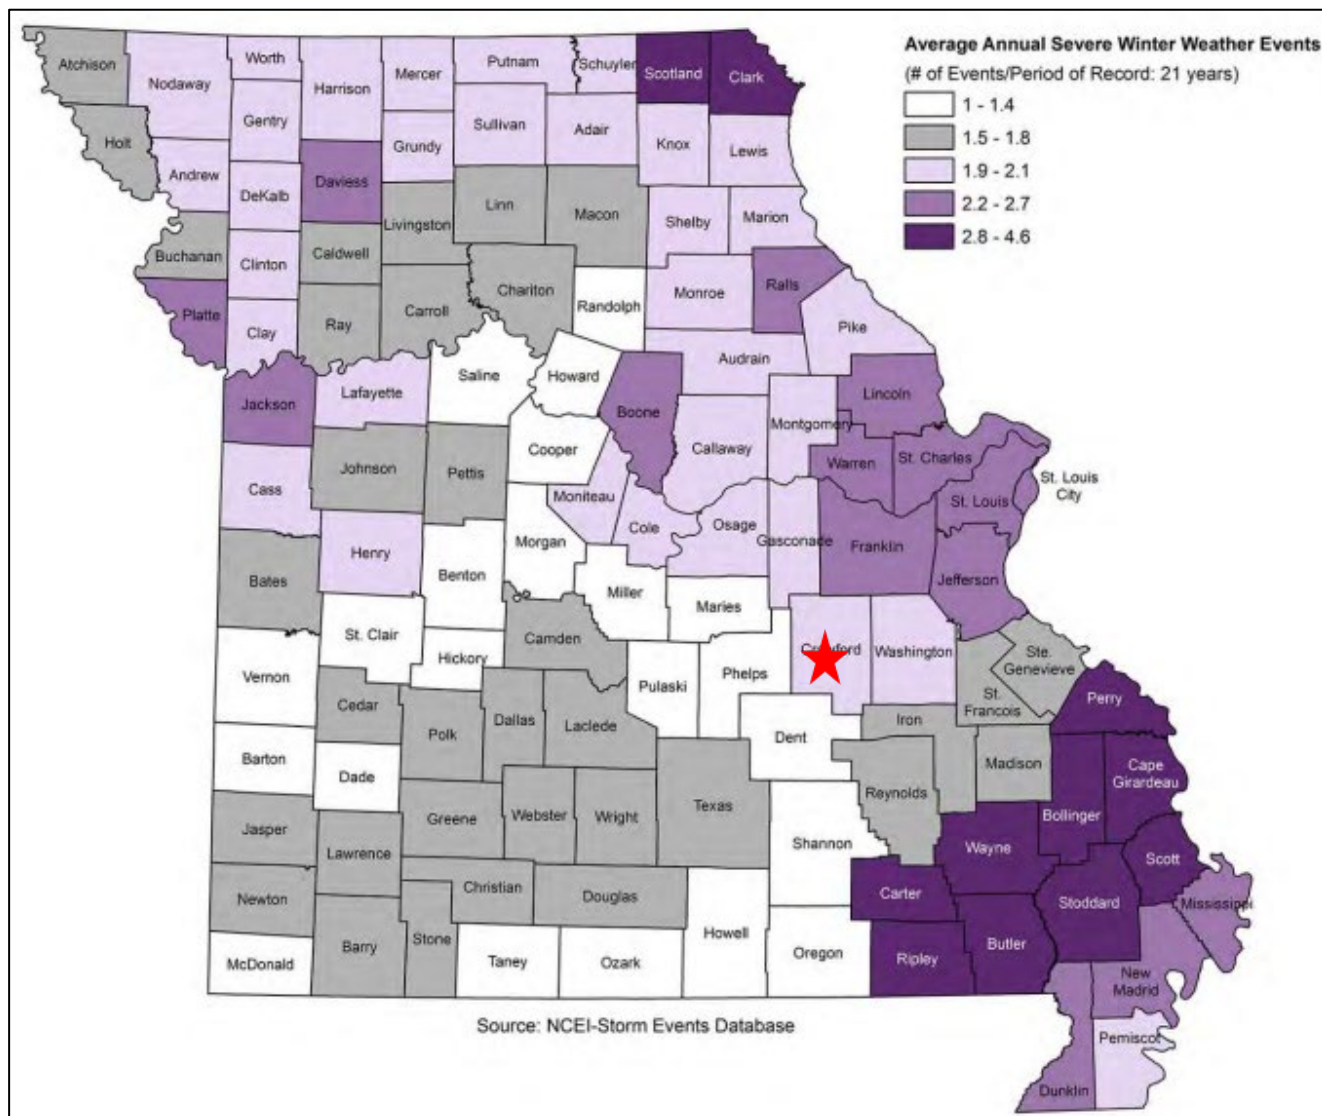 Average Annual Severe Winter Weather Events
(# of Events/Period of Record: 21 years)
1 - 1.4
1.5 - 1.8
1.9 - 2.1
2.2 - 2.7
2.8 - 4.6
Atchison
Nodaway
Worth
Harrison
Mercer
Putnam
Schuyler
Scotland
Clark
Holt
Gentry
Sullivan
Adair
Knox
Lewis
Andrew
DeKalb
Daviess
Grundy
Livingston
Linn
Macon
Shelby
Marion
Buchanan
Clinton
Caldwell
Chariton
Randolph
Monroe
Ralls
Platte
Clay
Ray
Carroll
Pike
Audrain
Jackson
Lafayette
Saline
Howard
Boone
Callaway
Montgomery
Lincoln
Warren
St. Charles
St. Louis
City
St. Louis
Cass
Johnson
Pettis
Cooper
Moniteau
Cole
Osage
Gasconade
Franklin
Jefferson
Henry
Morgan
Bates
Benton
Miller
Maries
St. Clair
Hickory
Camden
Pulaski
Phelps
Washington
Ste.
Genevieve
St.
Francois
Perry
Vernon
Cedar
Polk
Dallas
Laclede
Dent
Iron
Madison
Cape
Girardeau
Barton
Dade
Texas
Reynolds
Bollinger
Jasper
Greene
Webster
Wright
Shannon
Wayne
Scott
Lawrence
Newton
Christian
Douglas
Carter
Stoddard
Mississippi
McDonald
Barry
Stone
Taney
Ozark
Howell
Oregon
Ripley
Butler
New
Madrid
Pemiscot
Dunklin
Source: NCEI-Storm Events Database